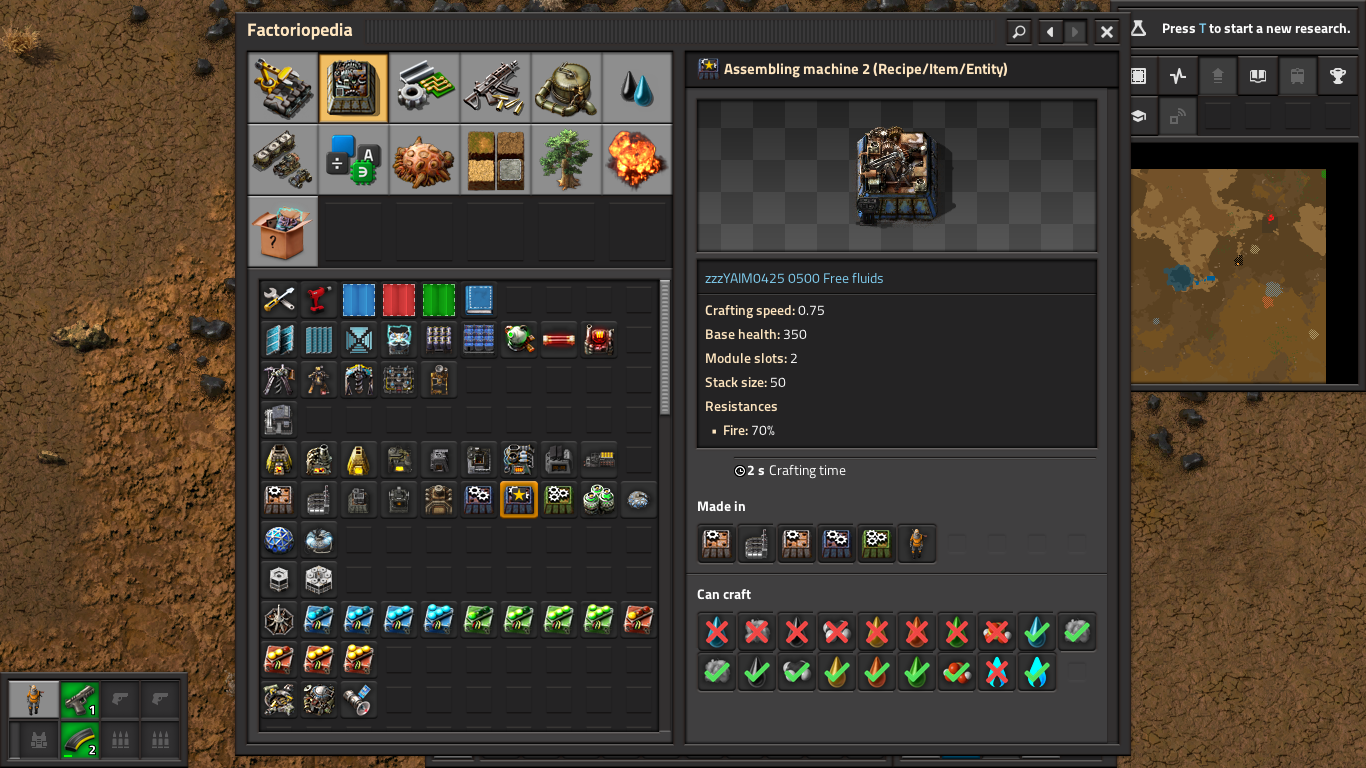 Factoriopedia
Press T to start a new research.
Assembling machine 2 (Recipe/Item/Entity)
A
÷
Э
?
zzzYAIM0425 0500 Free fluids
Crafting speed: 0.75
Base health: 350
Module slots: 2
Stack size: 50
Resistances
• Fire: 70%
2 s Crafting time
Made in
Can craft
1
2